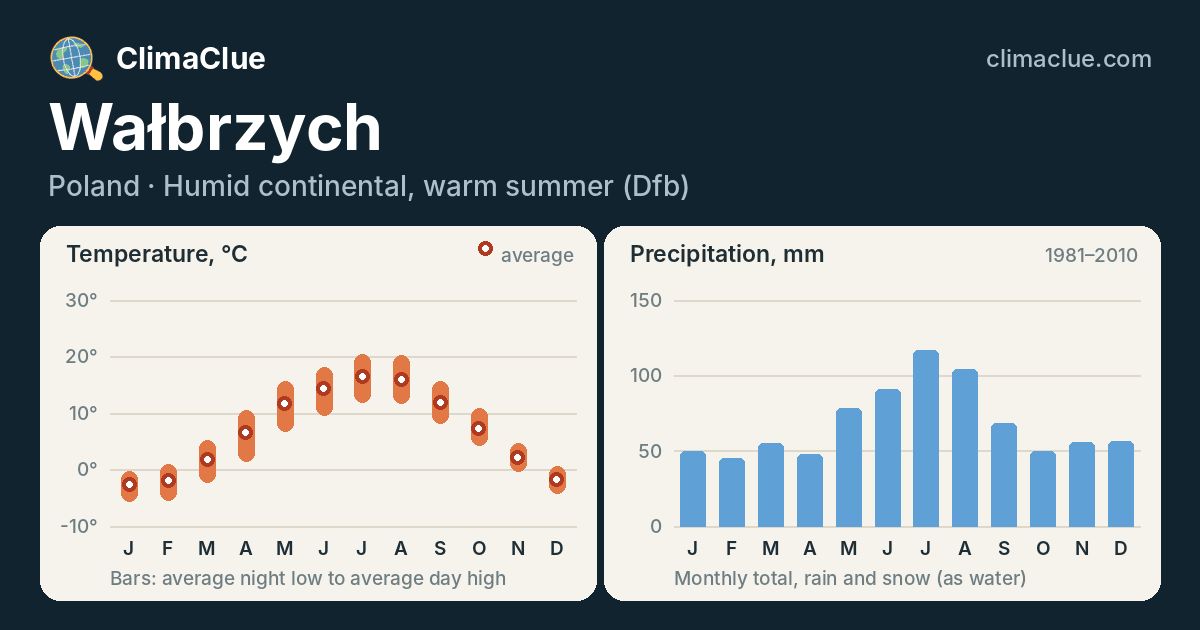 ClimaClue
climaclue.com
Wałbrzych
Poland · Humid continental, warm summer (Dfb)
Temperature, °C
average
30°
20°
10°
0°
-10°
J F M A M J J A S O N D
Bars: average night low to average day high
Precipitation, mm
1981–2010
150
100
50
0
J F M A M J J A S O N D
Monthly total, rain and snow (as water)